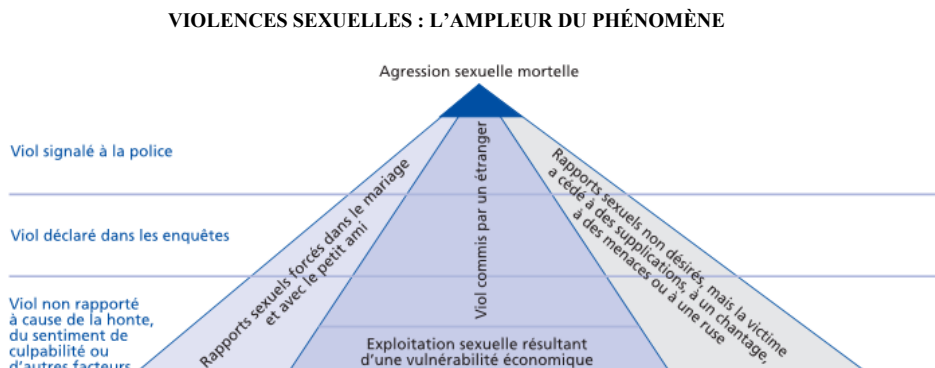 VIOLENCES SEXUELLES : L’AMPLEUR DU PHÉNOMÈNE
Agression sexuelle mortelle
Viol signalé à la police
Viol déclaré dans les enquêtes
Viol non rapporté
à cause de la honte,
du sentiment de
culpabilité ou
d'autres facteurs
Rapports sexuels forcés dans le mariage
et avec le petit ami
Viol commis par un étranger
Exploitation sexuelle résultant
d'une vulnérabilité économique
Rapports sexuels non désirés, mais la victime
a cédé à des supplications, à un chantage,
à des menaces ou à une ruse